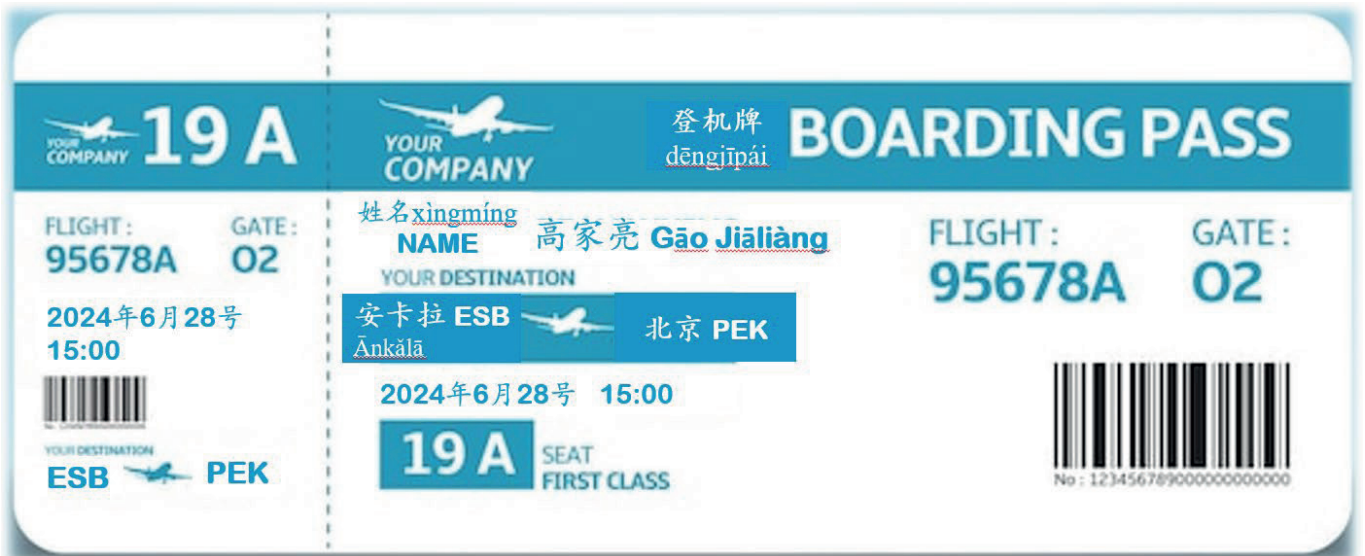 YOUR
COMPANY
19 A
FLIGHT :
95678A
GATE :
O2
2024年6月28号
15:00
YOUR DESTINATION
ESB PEK
YOUR
COMPANY
登机牌
dēngjīpái
BOARDING PASS
姓名xìngmíng
NAME
高家亮 Gāo Jiāliàng
YOUR DESTINATION
安卡拉 ESB
Ānkǎlā
北京 PEK
2024年6月28号 15:00
19 A
SEAT
FIRST CLASS
FLIGHT :
95678A
GATE :
O2
No : 1234567890000000000000